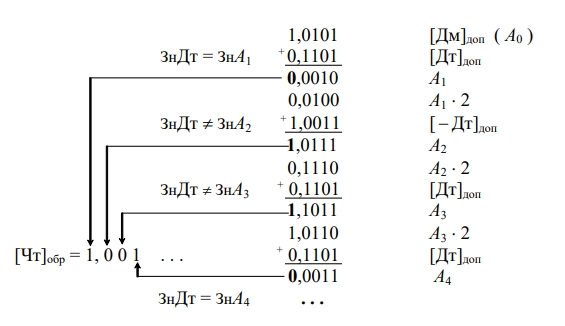 1,0101 [Дм]доп ( A0 )
ЗнДт = ЗнA1 +0,1101 [Дт]доп
0,0010 A1
0,0100 A1 · 2
ЗнДт ≠ ЗнA2 +1,0011 [−Дт]доп
1,0111 A2
0,1110 A2 · 2
ЗнДт ≠ ЗнA3 +0,1101 [Дт]доп
1,1011 A3
1,0110 A3 · 2
[Чт]обр = 1, 0 0 1 ... +0,1101 [Дт]доп
0,0011 A4
ЗнДт = ЗнA4 ...